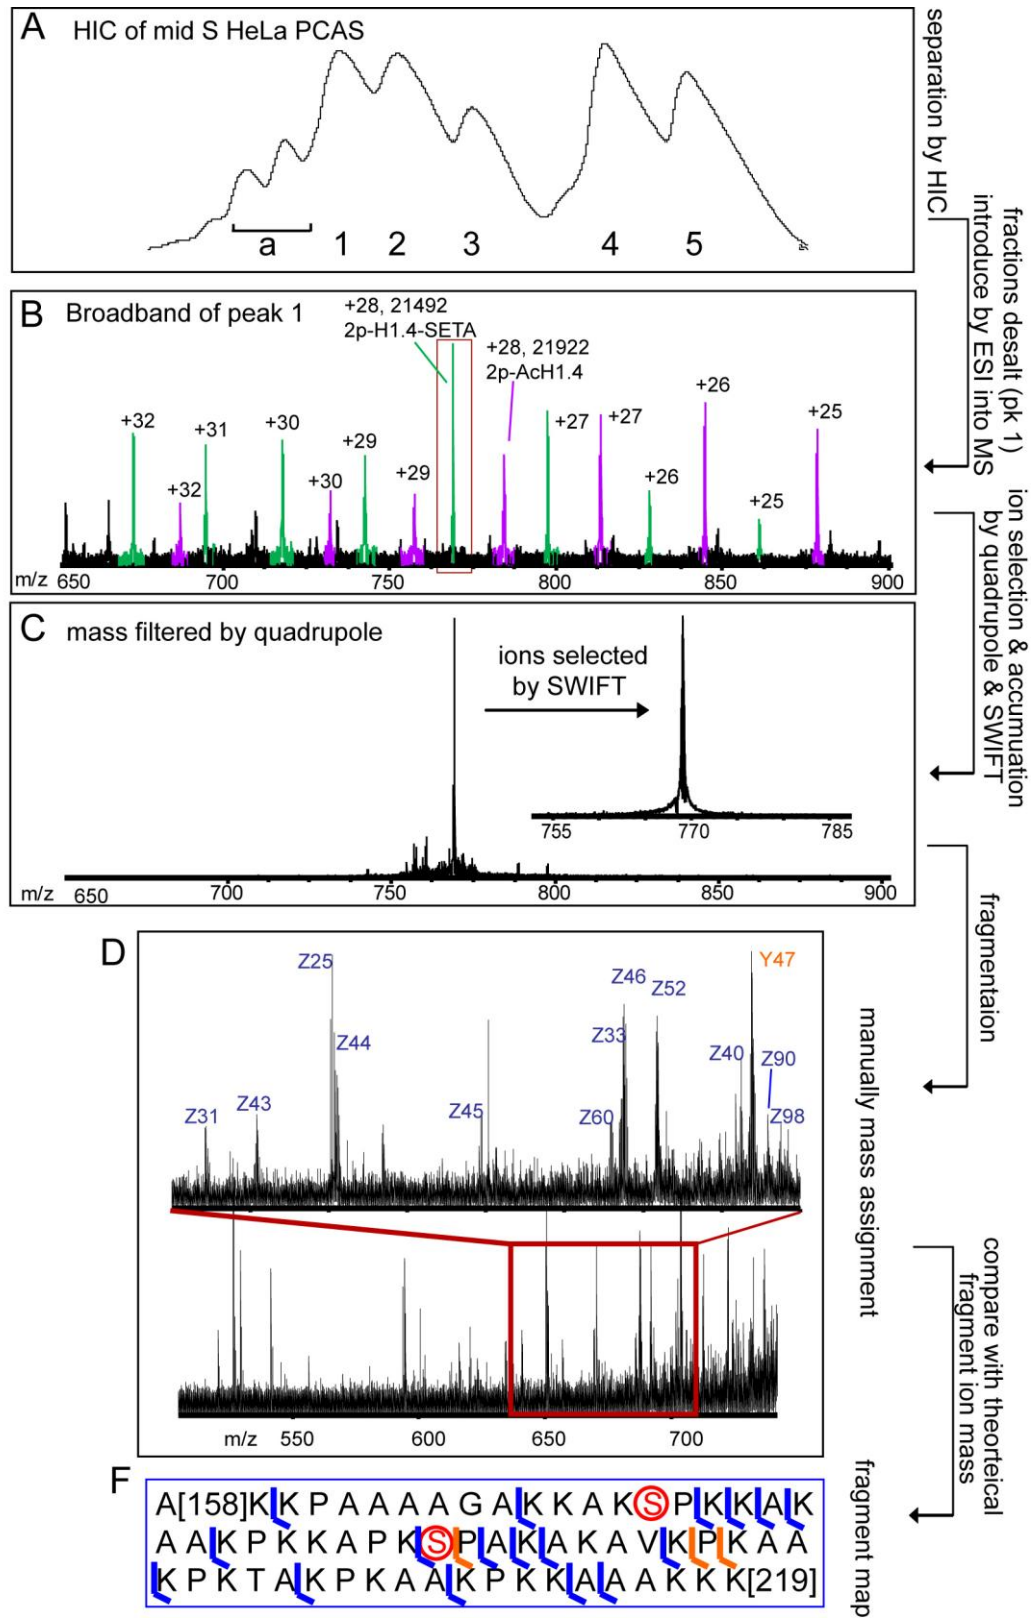 A
HIC of mid S HeLa PCAS
a 1 2 3 4 5
separation by HIC
fractions desalt (pk 1)
introduce by ESI into MS
B
Broadband of peak 1
+28, 21492
2p-H1.4-SETA
+28, 21922
2p-AcH1.4
+32
+32
+31
+30
+30
+29
+29
+27
+27
+26
+26
+25
+25
m/z 650 700 750 800 850 900
ion selection & accumuation
by quadrupole & SWIFT
C
mass filtered by quadrupole
ions selected
by SWIFT
755 770 785
m/z 650 700 750 800 850 900
fragmentaion
D
Z31
Z43
Z25
Z44
Z45
Z60
Z33
Z46
Z52
Z40
Y47
Z90
Z98
m/z 550 600 650 700
manually mass assignment
compare with theorteical
fragment ion mass
F
A[158]K K P A A A A G A K K A K S P K K A K
A A K P K K A P K S P A K A K A V K P K A A
K P K T A K P K A A K P K K A A A K K K[219]
fragment map